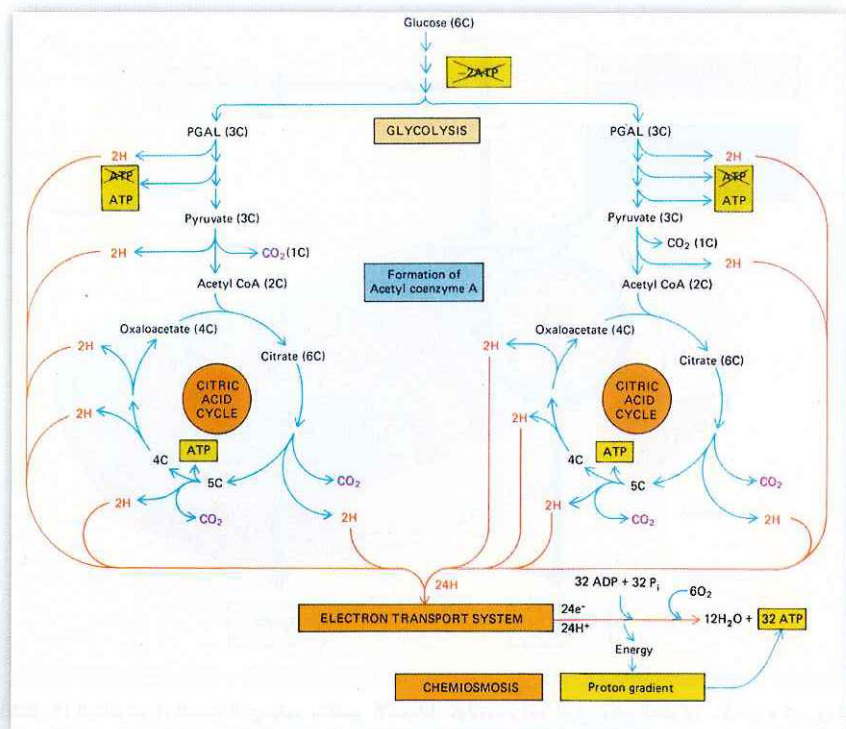 Glucose (6C)
-2ATP
PGAL (3C)
GLYCOLYSIS
PGAL (3C)
2H
ATP
ATP
2H
ATP
ATP
Pyruvate (3C)
Pyruvate (3C)
2H
CO₂(1C)
CO₂ (1C)
2H
Formation of
Acetyl coenzyme A
Acetyl CoA (2C)
Acetyl CoA (2C)
Oxaloacetate (4C)
Oxaloacetate (4C)
2H
Citrate (6C)
2H
Citrate (6C)
CITRIC
ACID
CYCLE
CITRIC
ACID
CYCLE
2H
2H
ATP
ATP
4C
4C
5C
CO₂
5C
CO₂
2H
CO₂
2H
2H
CO₂
2H
24H
32 ADP + 32 Pᵢ
6O₂
ELECTRON TRANSPORT SYSTEM
24e⁻
24H⁺
12H₂O + 32 ATP
Energy
CHEMIOSMOSIS
Proton gradient